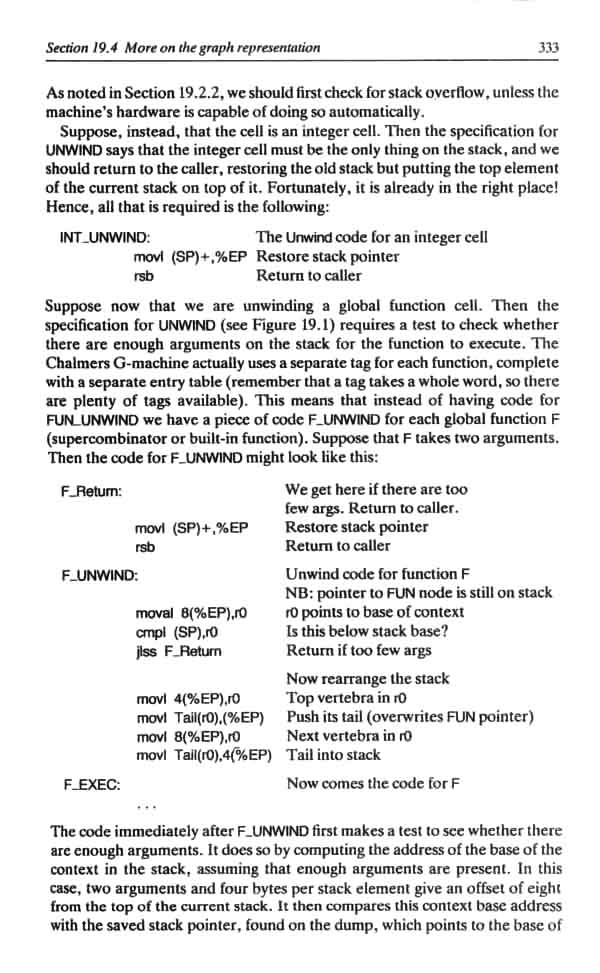 Section 19.4 More on the graph representation 333
As noted in Section 19.2.2, we should first check for stack overflow, unless the
machine's hardware is capable of doing so automatically.
Suppose, instead, that the cell is an integer cell. Then the specification for
UNWIND says that the integer cell must be the only thing on the stack, and we
should return to the caller, restoring the old stack but putting the top element
of the current stack on top of it. Fortunately, it is already in the right place!
Hence, all that is required is the following:
INT_UNWIND: The Unwind code for an integer cell
movl (SP)+,%EP Restore stack pointer
rsb Return to caller
Suppose now that we are unwinding a global function cell. Then the
specification for UNWIND (see Figure 19.1) requires a test to check whether
there are enough arguments on the stack for the function to execute. The
Chalmers G-machine actually uses a separate tag for each function, complete
with a separate entry table (remember that a tag takes a whole word, so there
are plenty of tags available). This means that instead of having code for
FUN_UNWIND we have a piece of code F_UNWIND for each global function F
(supercombinator or built-in function). Suppose that F takes two arguments.
Then the code for F_UNWIND might look like this:
F_Return: We get here if there are too
few args. Return to caller.
movl (SP)+,%EP Restore stack pointer
rsb Return to caller
F_UNWIND: Unwind code for function F
NB: pointer to FUN node is still on stack
moval 8(%EP),r0 r0 points to base of context
cmpl (SP),r0 Is this below stack base?
jlss F_Return Return if too few args
Now rearrange the stack
movl 4(%EP),r0 Top vertebra in r0
movl Tail(r0),(%EP) Push its tail (overwrites FUN pointer)
movl 8(%EP),r0 Next vertebra in r0
movl Tail(r0),4(%EP) Tail into stack
F_EXEC: Now comes the code for F
...
The code immediately after F_UNWIND first makes a test to see whether there
are enough arguments. It does so by computing the address of the base of the
context in the stack, assuming that enough arguments are present. In this
case, two arguments and four bytes per stack element give an offset of eight
from the top of the current stack. It then compares this context base address
with the saved stack pointer, found on the dump, which points to the base of